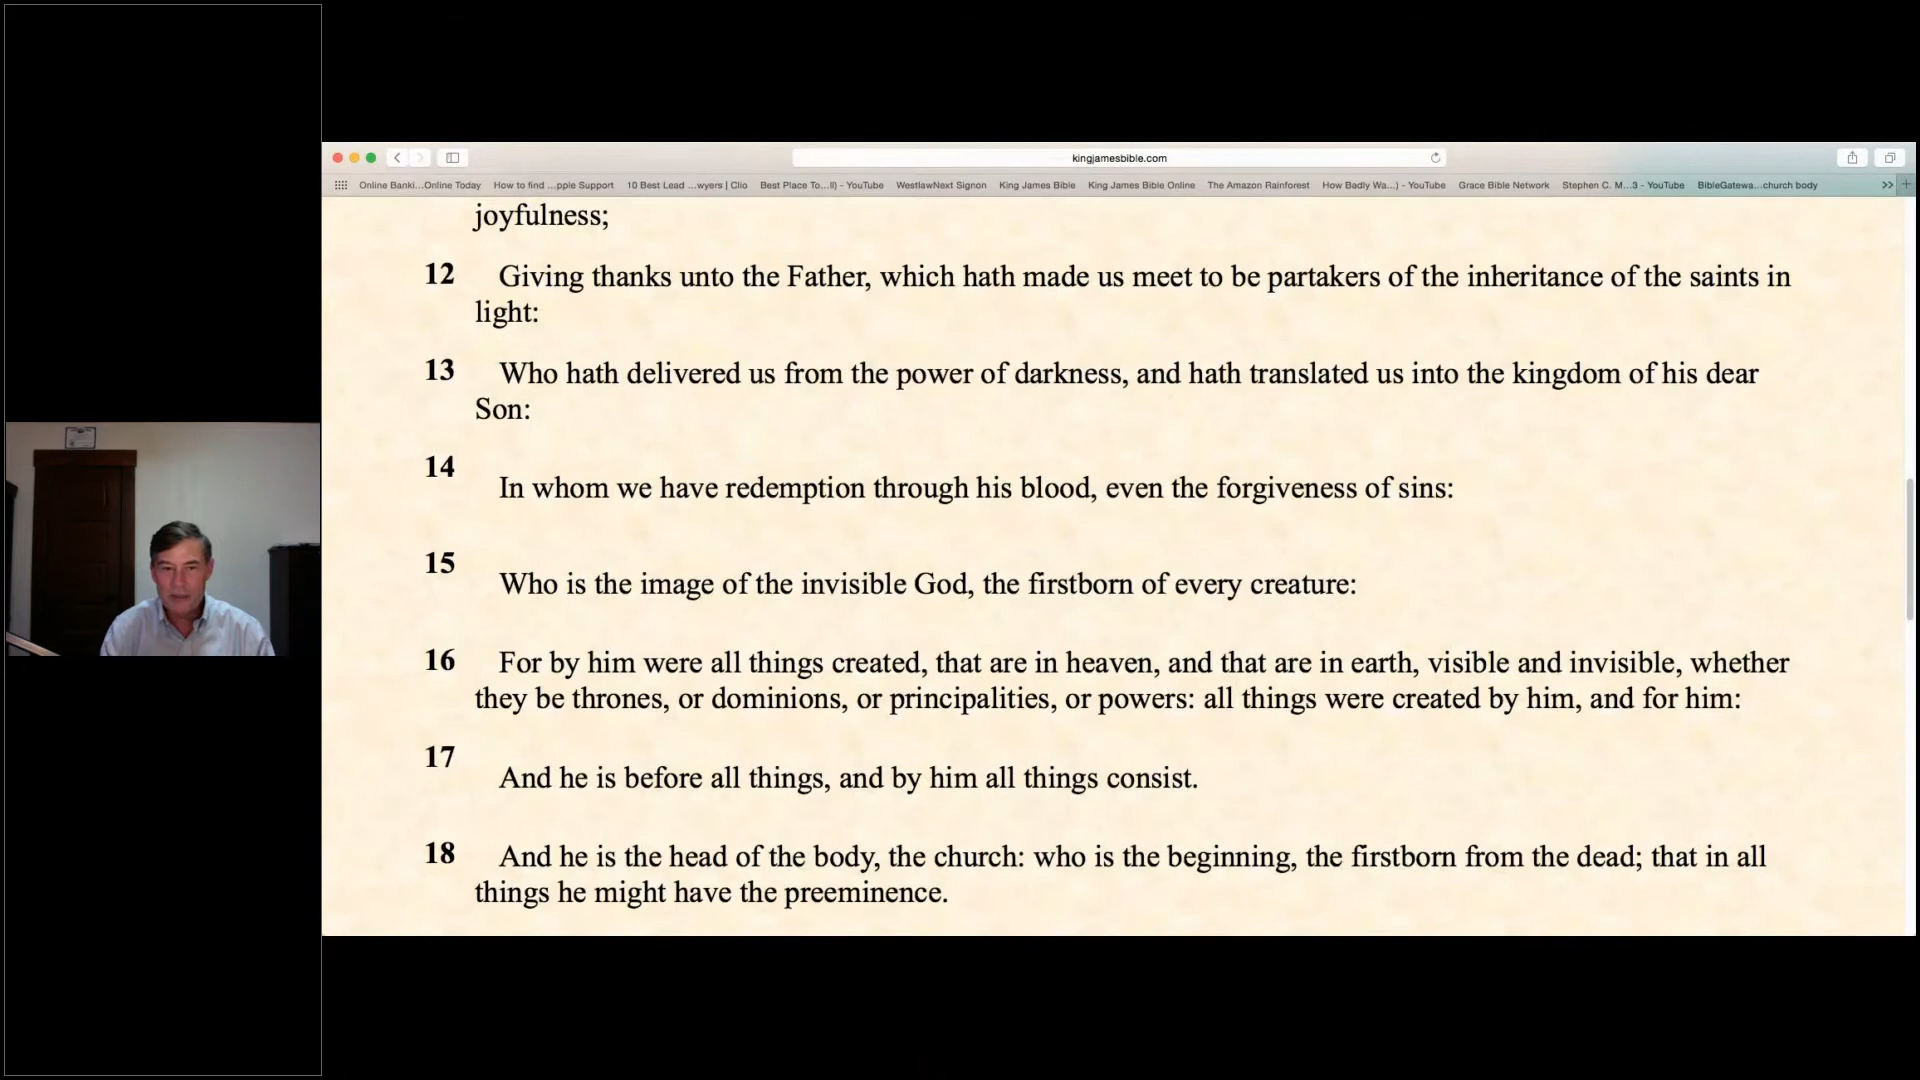 kingjamesbible.com
Online Banki...Online Today How to find ...pple Support 10 Best Lead ...wyers | Clio Best Place To...ll) - YouTube WestlawNext Signon King James Bible King James Bible Online The Amazon Rainforest How Badly Wa...) - YouTube Grace Bible Network Stephen C. M...3 - YouTube BibleGatewa...church body
joyfulness;
12 Giving thanks unto the Father, which hath made us meet to be partakers of the inheritance of the saints in
light:
13 Who hath delivered us from the power of darkness, and hath translated us into the kingdom of his dear
Son:
14 In whom we have redemption through his blood, even the forgiveness of sins:
15 Who is the image of the invisible God, the firstborn of every creature:
16 For by him were all things created, that are in heaven, and that are in earth, visible and invisible, whether
they be thrones, or dominions, or principalities, or powers: all things were created by him, and for him:
17 And he is before all things, and by him all things consist.
18 And he is the head of the body, the church: who is the beginning, the firstborn from the dead; that in all
things he might have the preeminence.